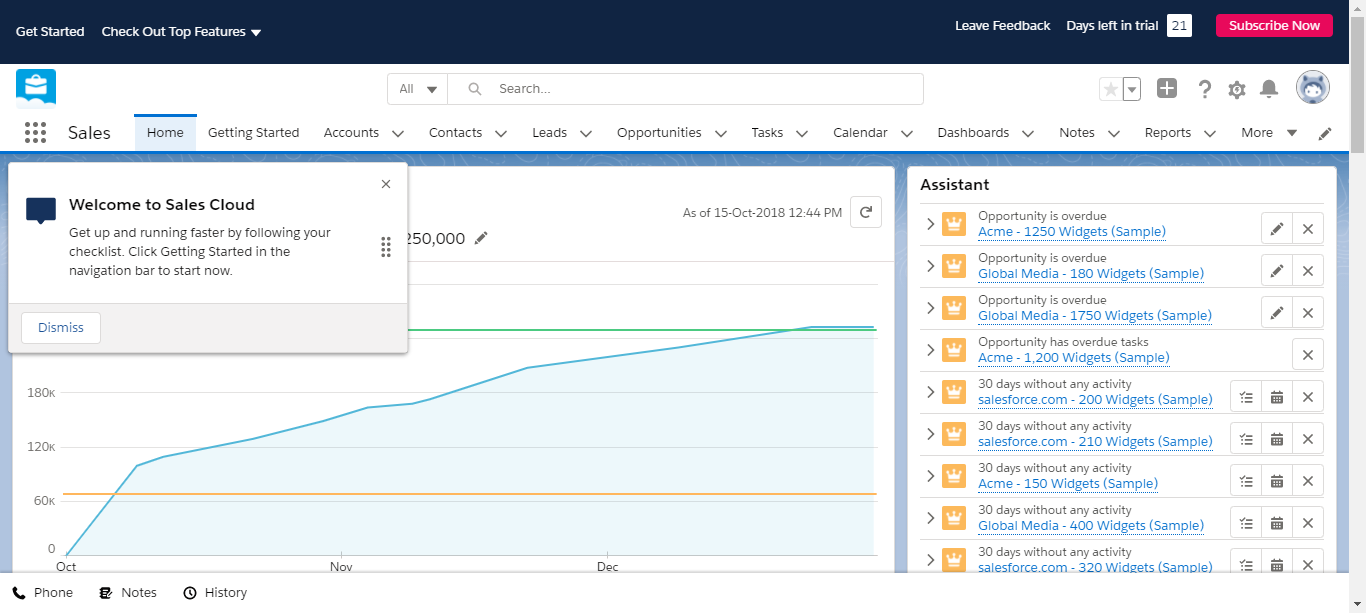 Get Started Check Out Top Features
Leave Feedback Days left in trial 21 Subscribe Now
All Search...
Sales Home Getting Started Accounts Contacts Leads Opportunities Tasks Calendar Dashboards Notes Reports More
Welcome to Sales Cloud
Get up and running faster by following your
checklist. Click Getting Started in the
navigation bar to start now.
Dismiss
As of 15-Oct-2018 12:44 PM
250,000
180K
120K
60K
0
Oct Nov Dec
Assistant
Opportunity is overdue
Acme - 1250 Widgets (Sample)
Opportunity is overdue
Global Media - 180 Widgets (Sample)
Opportunity is overdue
Global Media - 1750 Widgets (Sample)
Opportunity has overdue tasks
Acme - 1,200 Widgets (Sample)
30 days without any activity
salesforce.com - 200 Widgets (Sample)
30 days without any activity
salesforce.com - 210 Widgets (Sample)
30 days without any activity
Acme - 150 Widgets (Sample)
30 days without any activity
Global Media - 400 Widgets (Sample)
30 days without any activity
salesforce.com - 320 Widgets (Sample)
Phone Notes History